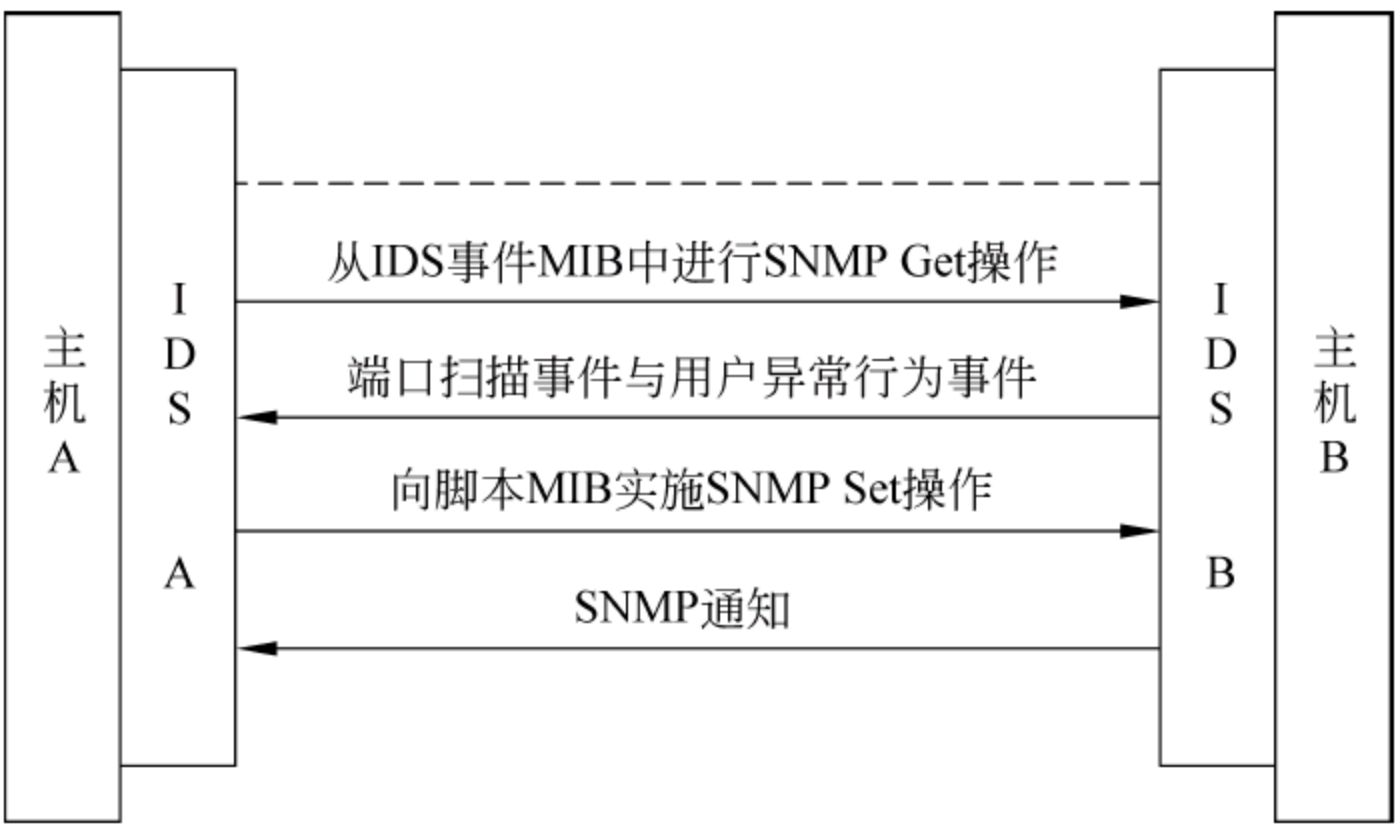 从IDS事件MIB中进行SNMP Get操作
端口扫描事件与用户异常行为事件
向脚本MIB实施SNMP Set操作
SNMP通知
主机A
IDS A
IDS B
主机B